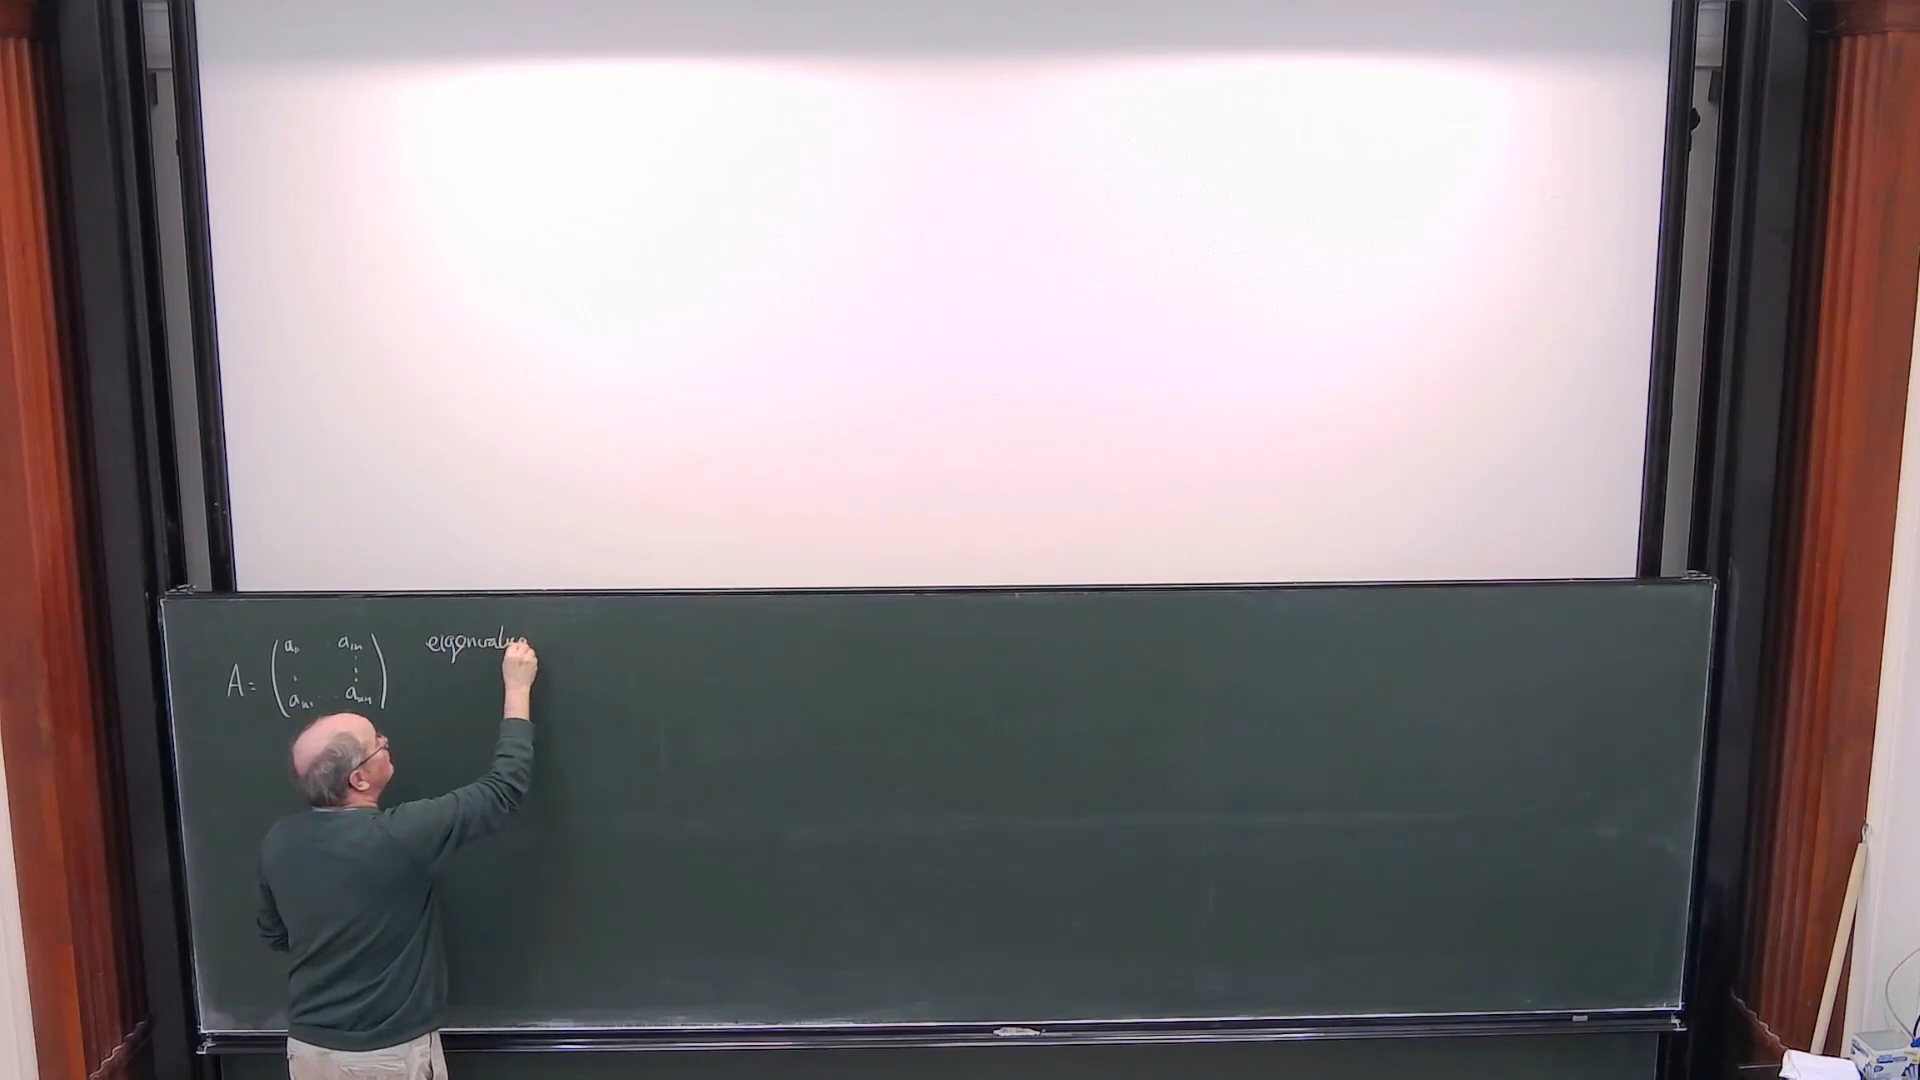 a₁₁ ... a₁ₙ eigenvalue
A =
aₙ₁ ... aₙₙ